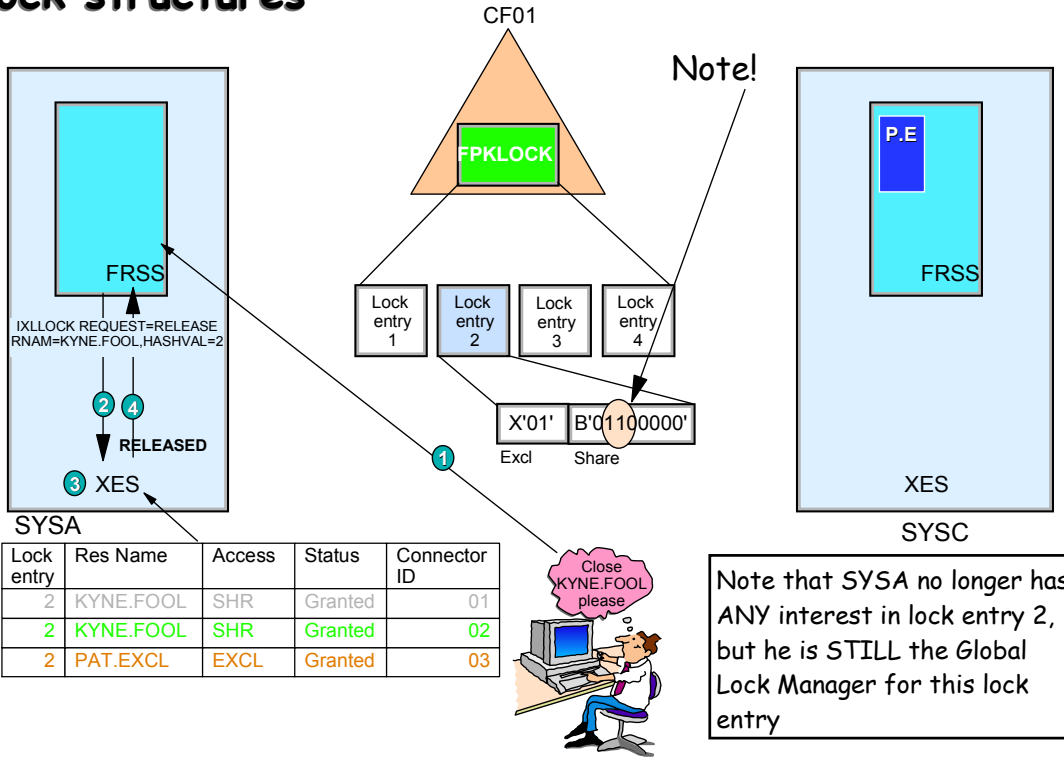 lock structures
CF01
Note!
FPKLOCK
P.E
FRSS
FRSS
IXLLOCK REQUEST=RELEASE
RNAM=KYNE.FOOL,HASHVAL=2
Lock
entry
1
Lock
entry
2
Lock
entry
3
Lock
entry
4
2
4
RELEASED
3
XES
1
X'01'
B'01100000'
Excl
Share
XES
SYSA
SYSC
Lock entry Res Name Access Status Connector ID
2 KYNE.FOOL SHR Granted 01
2 KYNE.FOOL SHR Granted 02
2 PAT.EXCL EXCL Granted 03
Close
KYNE.FOOL
please
Note that SYSA no longer has
ANY interest in lock entry 2,
but he is STILL the Global
Lock Manager for this lock
entry